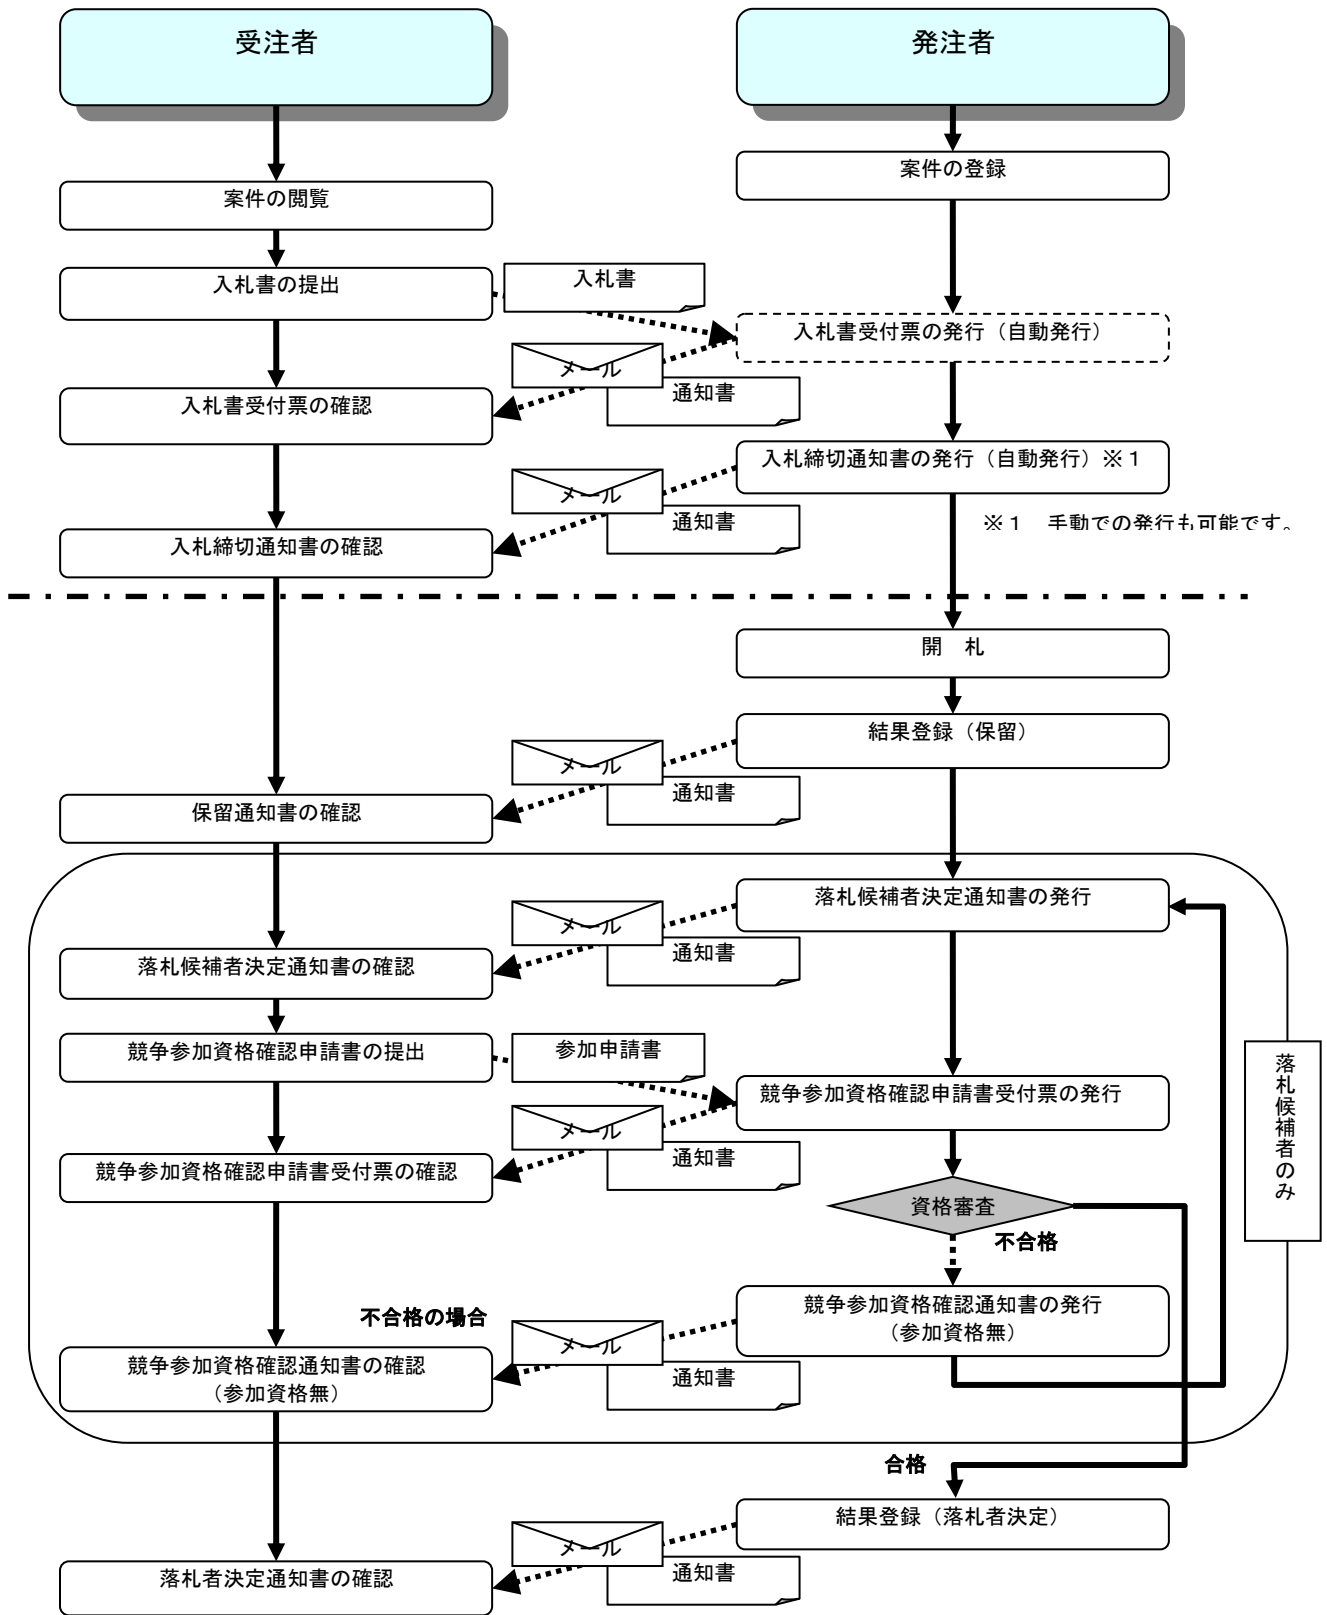 受注者
発注者
案件の登録
案件の閲覧
入札書の提出
入札書
入札書受付票の発行（自動発行）
メール
通知書
入札書受付票の確認
入札締切通知書の発行（自動発行）※１
メール
通知書
※１　手動での発行も可能です。
入札締切通知書の確認
開　札
結果登録（保留）
メール
通知書
保留通知書の確認
落札候補者決定通知書の発行
メール
通知書
落札候補者決定通知書の確認
競争参加資格確認申請書の提出
参加申請書
落札候補者のみ
競争参加資格確認申請書受付票の発行
メール
通知書
競争参加資格確認申請書受付票の確認
資格審査
不合格
競争参加資格確認通知書の発行
（参加資格無）
不合格の場合
メール
通知書
競争参加資格確認通知書の確認
（参加資格無）
合格
結果登録（落札者決定）
メール
通知書
落札者決定通知書の確認